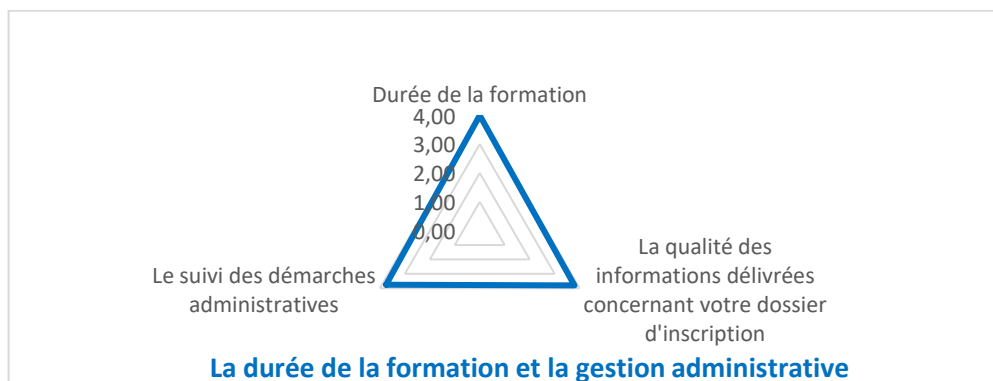 Durée de la formation
4,00
3,00
2,00
1,00
0,00
La qualité des
informations délivrées
concernant votre dossier
d'inscription
Le suivi des démarches
administratives
La durée de la formation et la gestion administrative